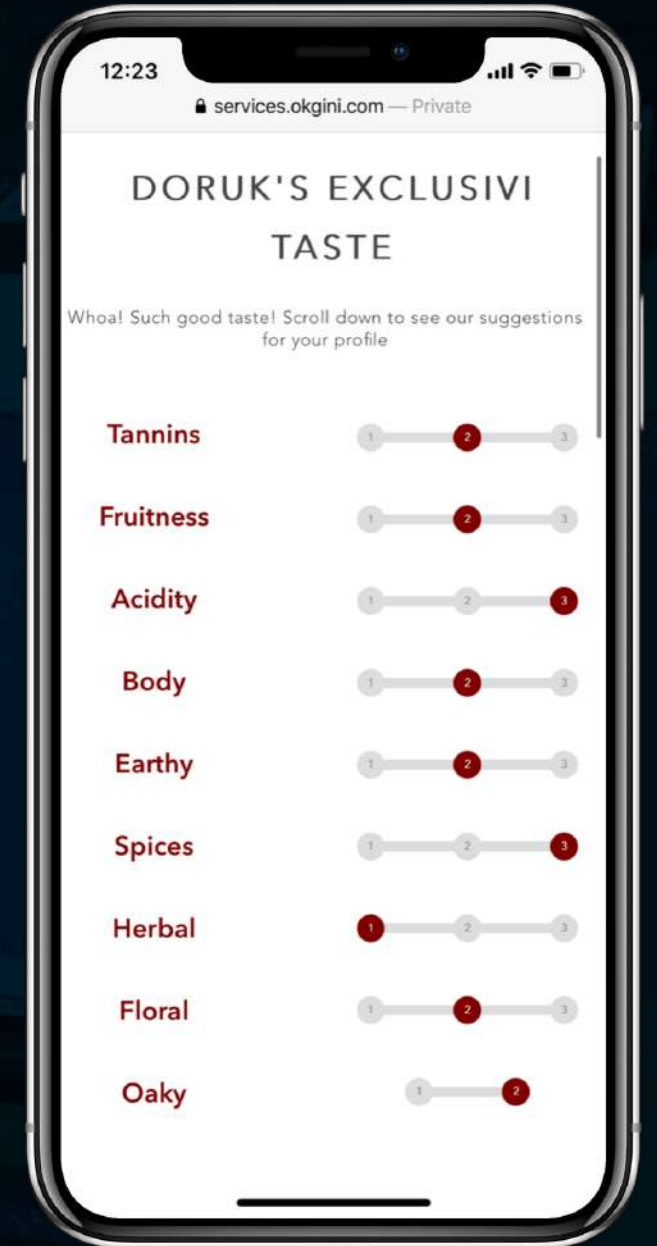 12:23
services.okgini.com — Private
DORUK'S EXCLUSIVI
TASTE
Whoa! Such good taste! Scroll down to see our suggestions
for your profile
Tannins 1 2 3
Fruitness 1 2 3
Acidity 1 2 3
Body 1 2 3
Earthy 1 2 3
Spices 1 2 3
Herbal 1 2 3
Floral 1 2 3
Oaky 1 2